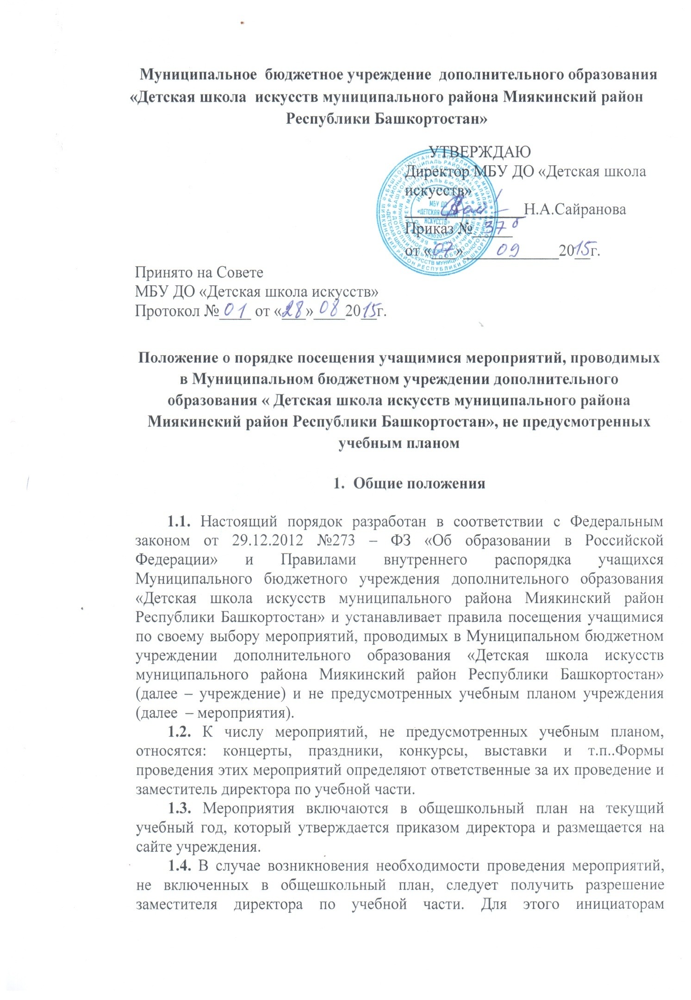 Муниципальное бюджетное учреждение дополнительного образования
«Детская школа искусств муниципального района Миякинский район
Республики Башкортостан»
УТВЕРЖДАЮ
Директор МБУ ДО «Детская школа
искусств»
_______________Н.А.Сайранова
Приказ № 37 б
от «07» 09 2015г.
МБУ ДО
«ДЕТСКАЯ ШКОЛА
ИСКУССТВ»
Принято на Совете
МБУ ДО «Детская школа искусств»
Протокол № 01 от «28» 08 2015г.
Положение о порядке посещения учащимися мероприятий, проводимых
в Муниципальном бюджетном учреждении дополнительного
образования « Детская школа искусств муниципального района
Миякинский район Республики Башкортостан», не предусмотренных
учебным планом
1. Общие положения
1.1. Настоящий порядок разработан в соответствии с Федеральным
законом от 29.12.2012 №273 – ФЗ «Об образовании в Российской
Федерации» и Правилами внутреннего распорядка учащихся
Муниципального бюджетного учреждения дополнительного образования
«Детская школа искусств муниципального района Миякинский район
Республики Башкортостан» и устанавливает правила посещения учащимися
по своему выбору мероприятий, проводимых в Муниципальном бюджетном
учреждении дополнительного образования «Детская школа искусств
муниципального района Миякинский район Республики Башкортостан»
(далее – учреждение) и не предусмотренных учебным планом учреждения
(далее – мероприятия).
1.2. К числу мероприятий, не предусмотренных учебным планом,
относятся: концерты, праздники, конкурсы, выставки и т.п..Формы
проведения этих мероприятий определяют ответственные за их проведение и
заместитель директора по учебной части.
1.3. Мероприятия включаются в общешкольный план на текущий
учебный год, который утверждается приказом директора и размещается на
сайте учреждения.
1.4. В случае возникновения необходимости проведения мероприятий,
не включенных в общешкольный план, следует получить разрешение
заместителя директора по учебной части. Для этого инициаторам